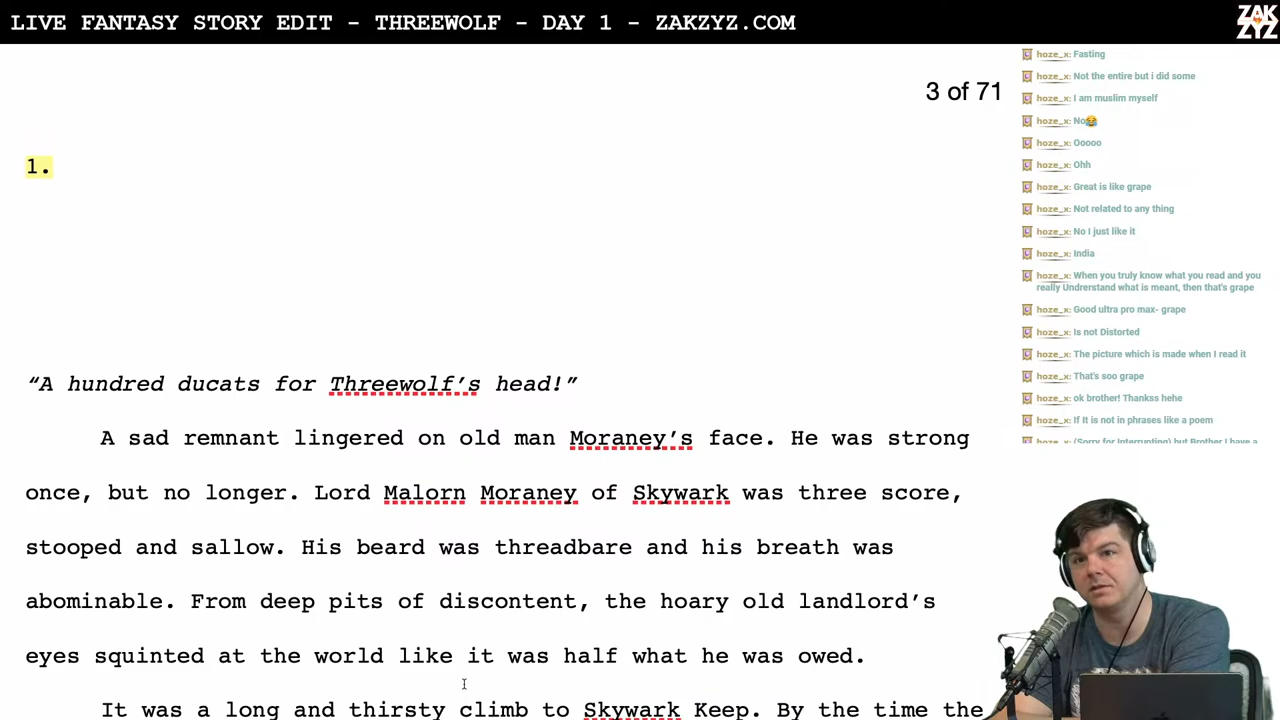 LIVE FANTASY STORY EDIT - THREEWOLF - DAY 1 - ZAKZYZ.COM
ZAK
ZYZ
3 of 71
1.
“A hundred ducats for Threewolf’s head!”
A sad remnant lingered on old man Moraney’s face. He was strong
once, but no longer. Lord Malorn Moraney of Skywark was three score,
stooped and sallow. His beard was threadbare and his breath was
abominable. From deep pits of discontent, the hoary old landlord’s
eyes squinted at the world like it was half what he was owed.
It was a long and thirsty climb to Skywark Keep. By the time the
hoze_x: Fasting
hoze_x: Not the entire but i did some
hoze_x: I am muslim myself
hoze_x: No😂
hoze_x: Ooooo
hoze_x: Ohh
hoze_x: Great is like grape
hoze_x: Not related to any thing
hoze_x: No I just like it
hoze_x: India
hoze_x: When you truly know what you read and you
really Undrerstand what is meant, then that's grape
hoze_x: Good ultra pro max- grape
hoze_x: Is not Distorted
hoze_x: The picture which is made when I read it
hoze_x: That's soo grape
hoze_x: ok brother! Thankss hehe
hoze_x: If It is not in phrases like a poem
hoze_x: (Sorry for Interrupting) but Brother I have a